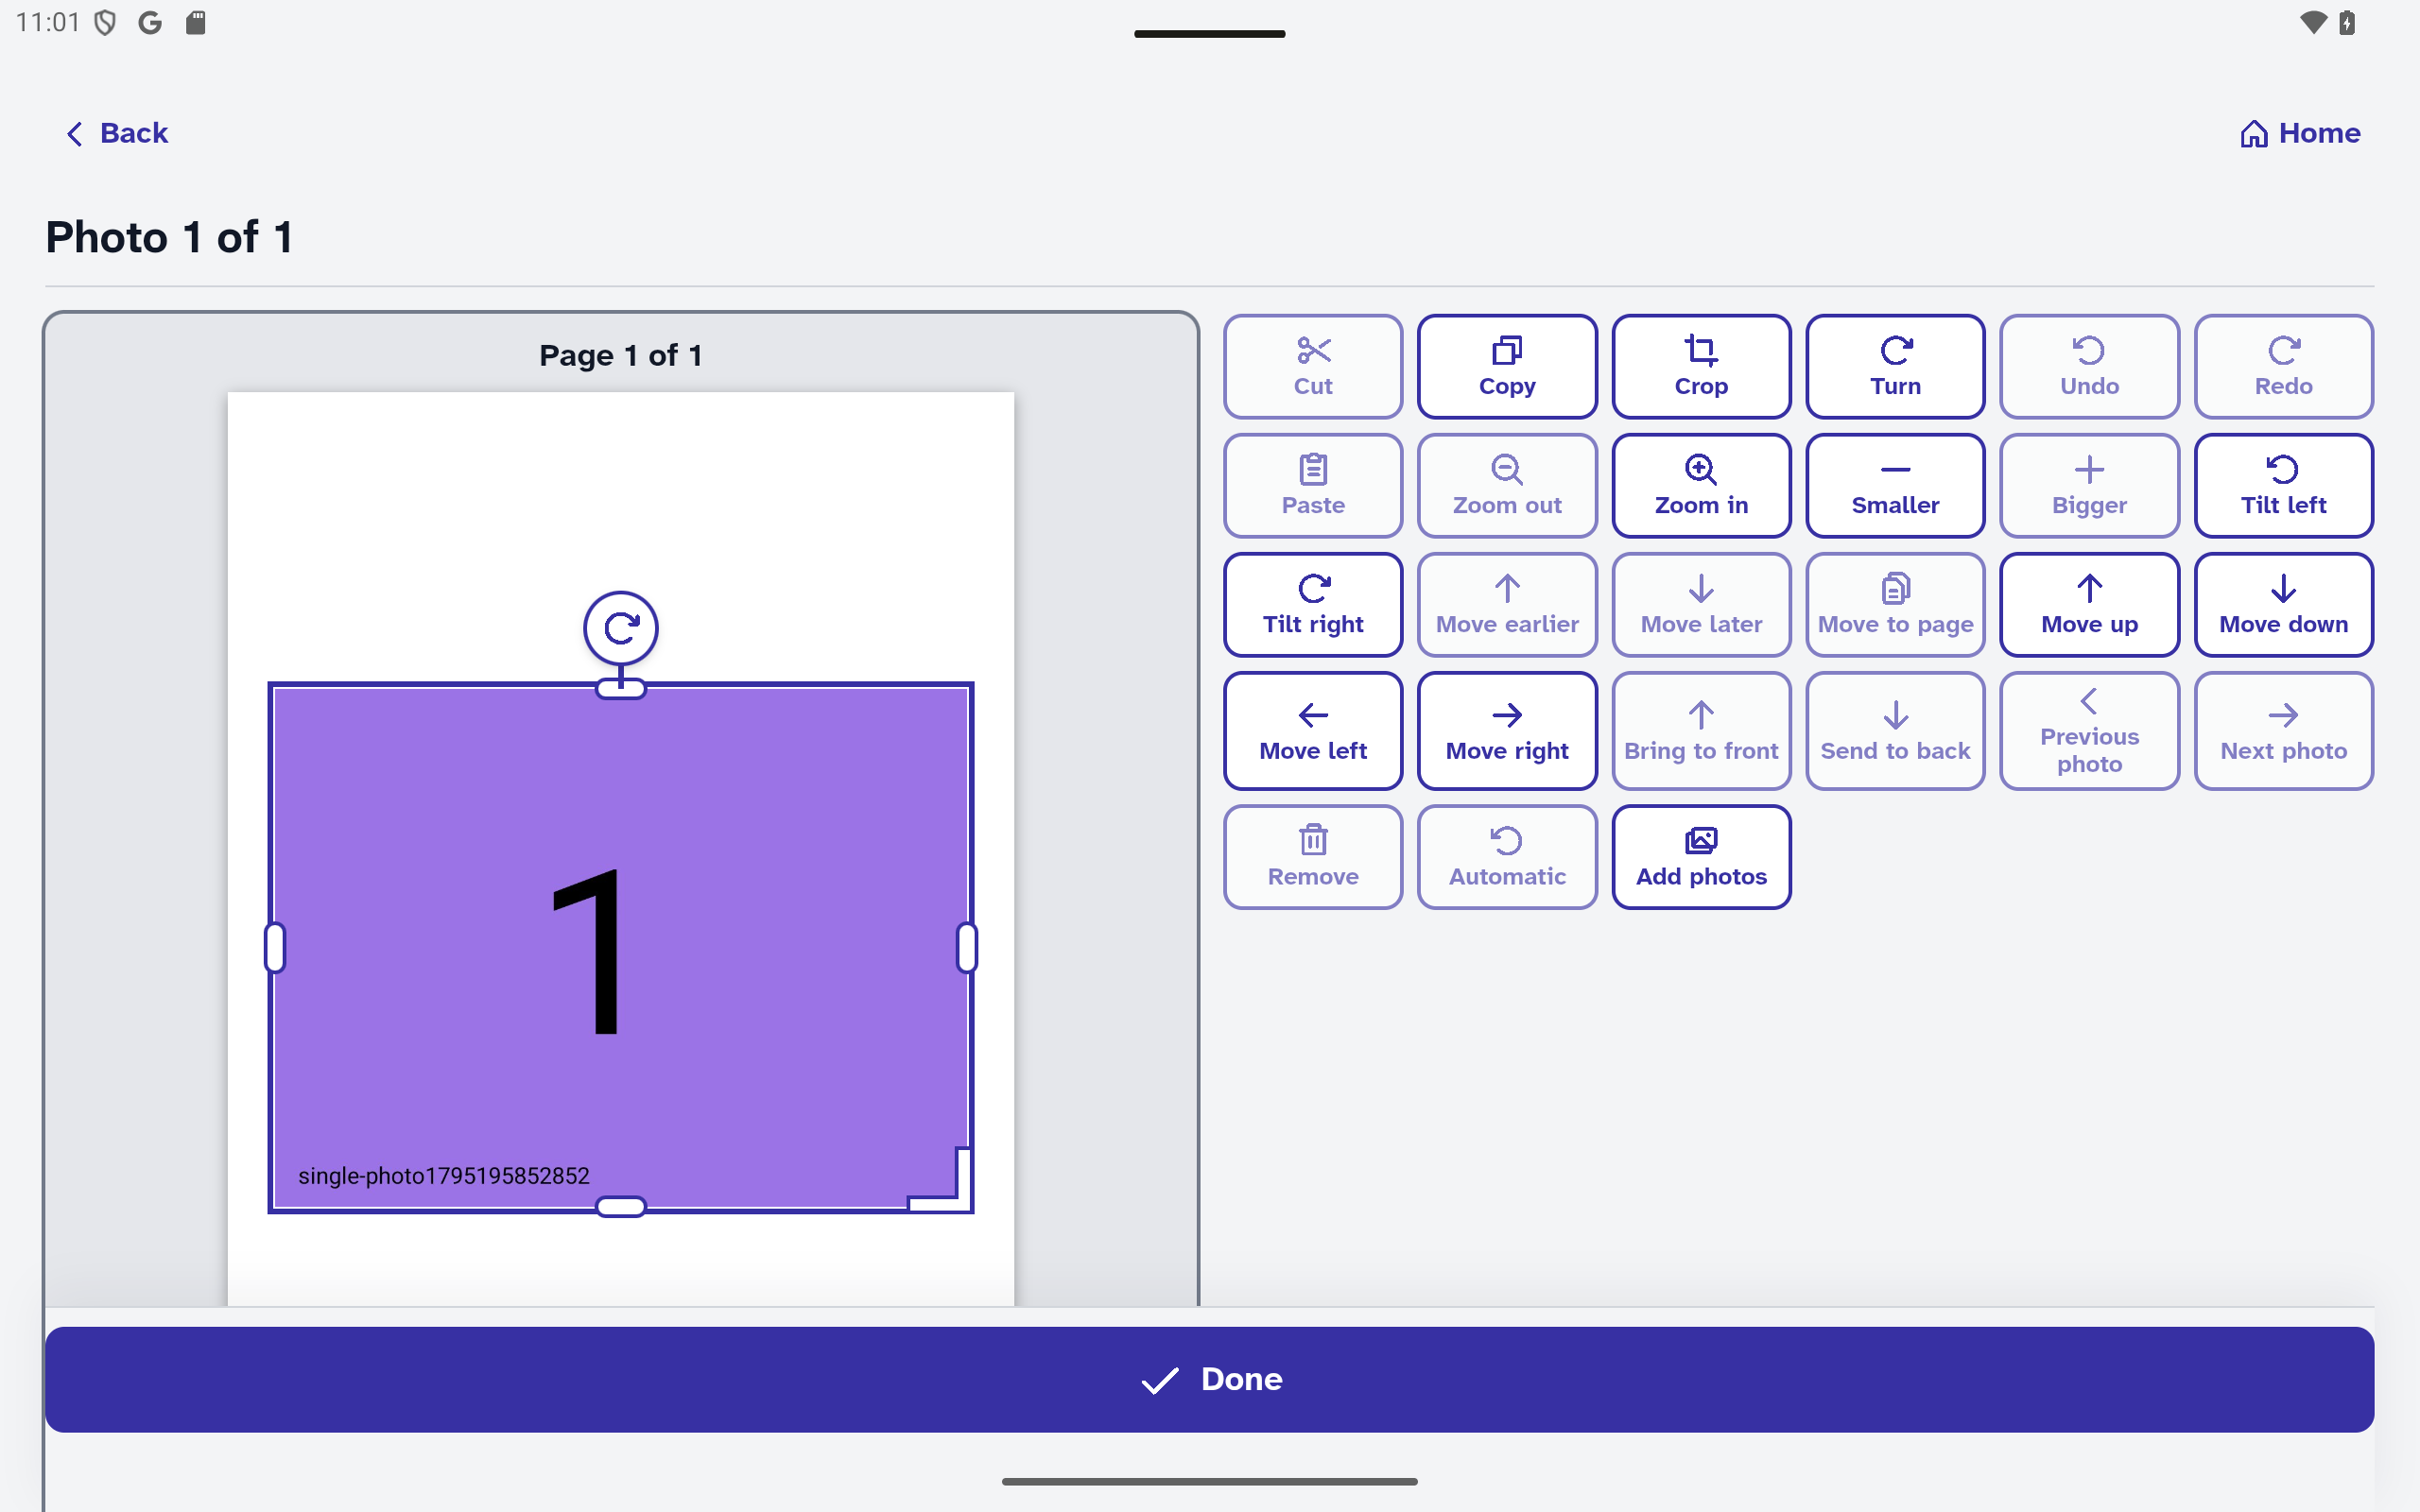 11:01
Back
Home
Photo 1 of 1
Page 1 of 1
1
single-photo1795195852852
Cut
Copy
Crop
Turn
Undo
Redo
Paste
Zoom out
Zoom in
Smaller
Bigger
Tilt left
Tilt right
Move earlier
Move later
Move to page
Move up
Move down
Move left
Move right
Bring to front
Send to back
Previous
photo
Next photo
Remove
Automatic
Add photos
Done